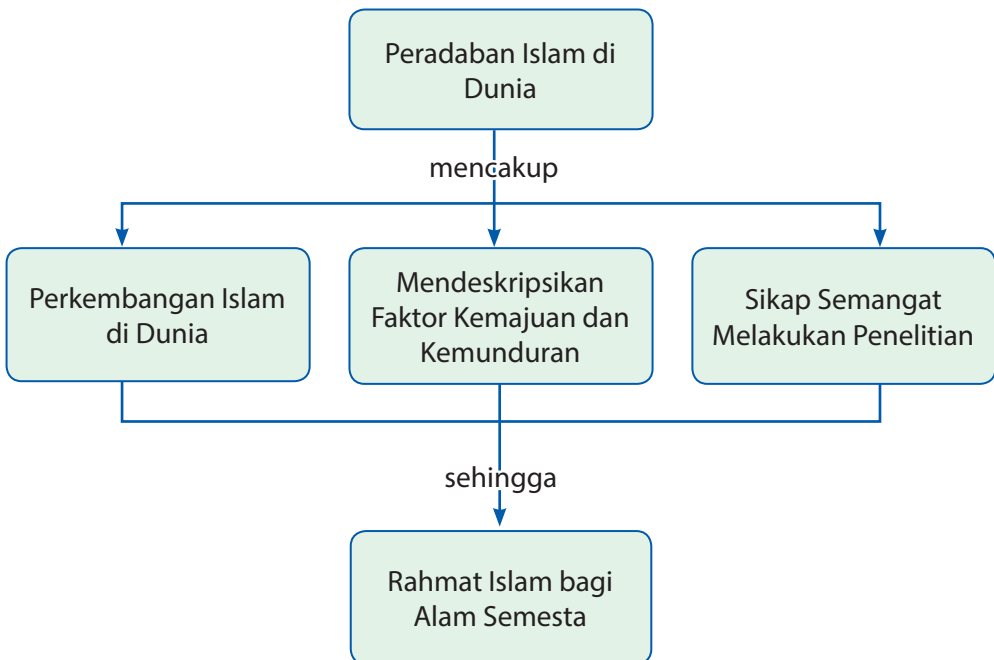 Peradaban Islam di
Dunia
mencakup
Perkembangan Islam
di Dunia
Mendeskripsikan
Faktor Kemajuan dan
Kemunduran
Sikap Semangat
Melakukan Penelitian
sehingga
Rahmat Islam bagi
Alam Semesta